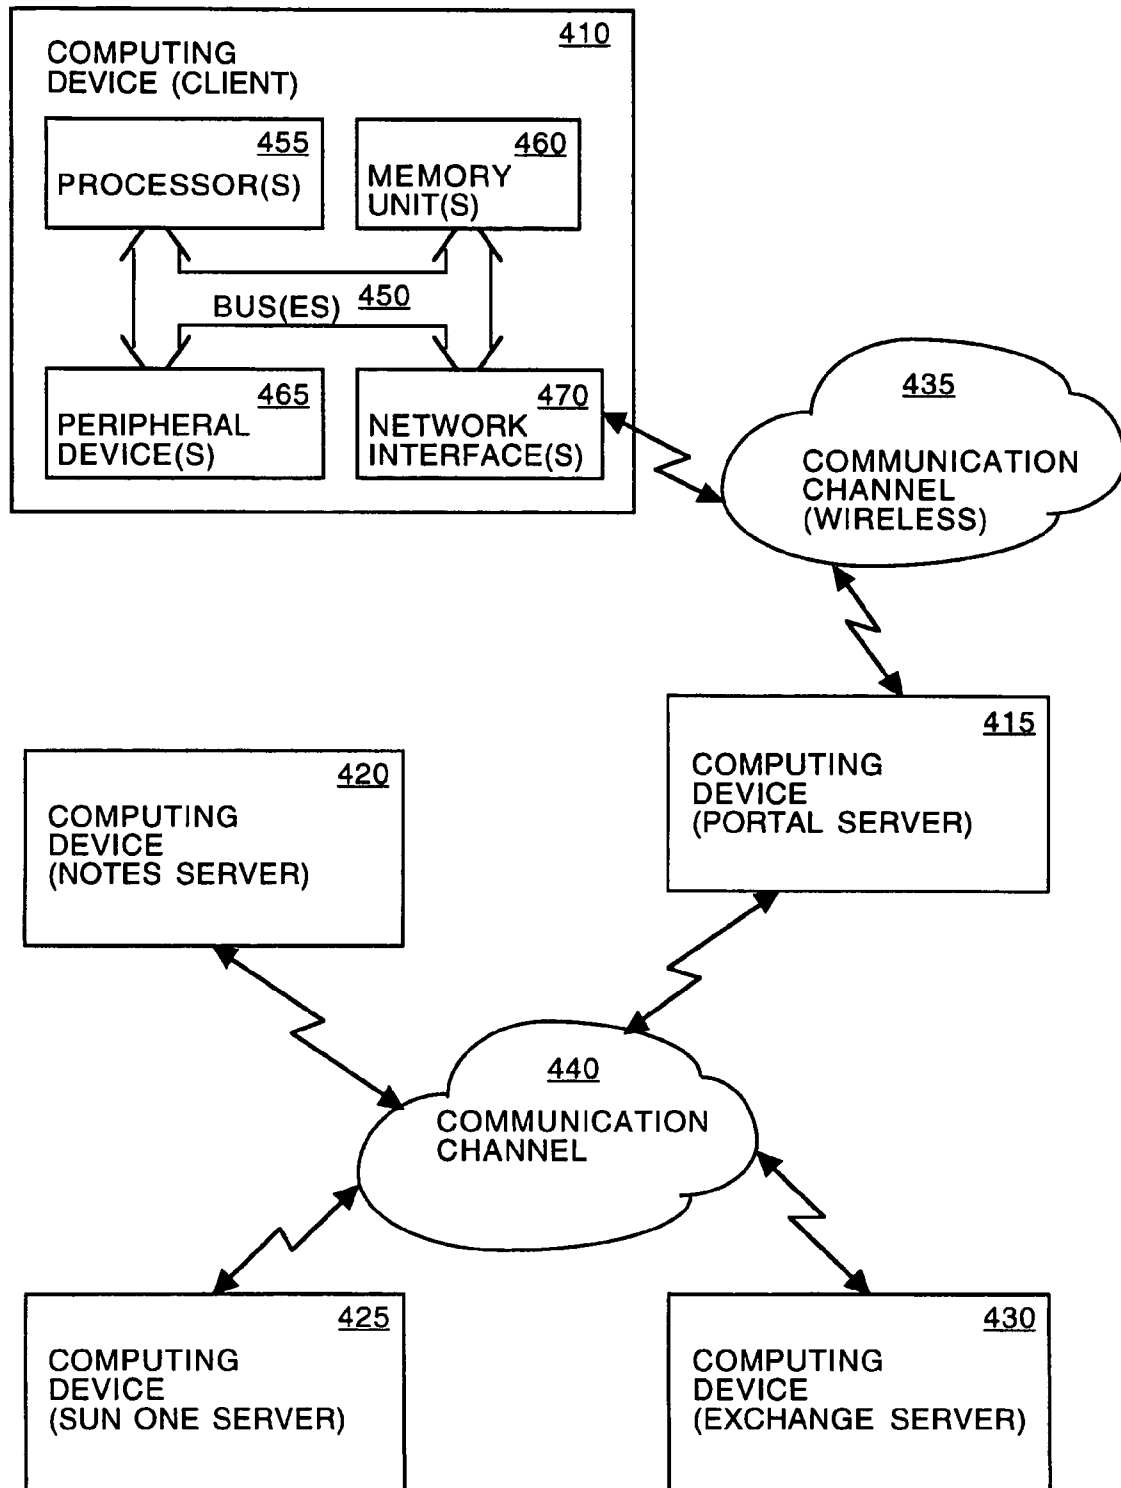 410
COMPUTING
DEVICE (CLIENT)
455
PROCESSOR(S)
460
MEMORY
UNIT(S)
BUS(ES) 450
465
PERIPHERAL
DEVICE(S)
470
NETWORK
INTERFACE(S)
435
COMMUNICATION
CHANNEL
(WIRELESS)
415
COMPUTING
DEVICE
(PORTAL SERVER)
420
COMPUTING
DEVICE
(NOTES SERVER)
440
COMMUNICATION
CHANNEL
425
COMPUTING
DEVICE
(SUN ONE SERVER)
430
COMPUTING
DEVICE
(EXCHANGE SERVER)